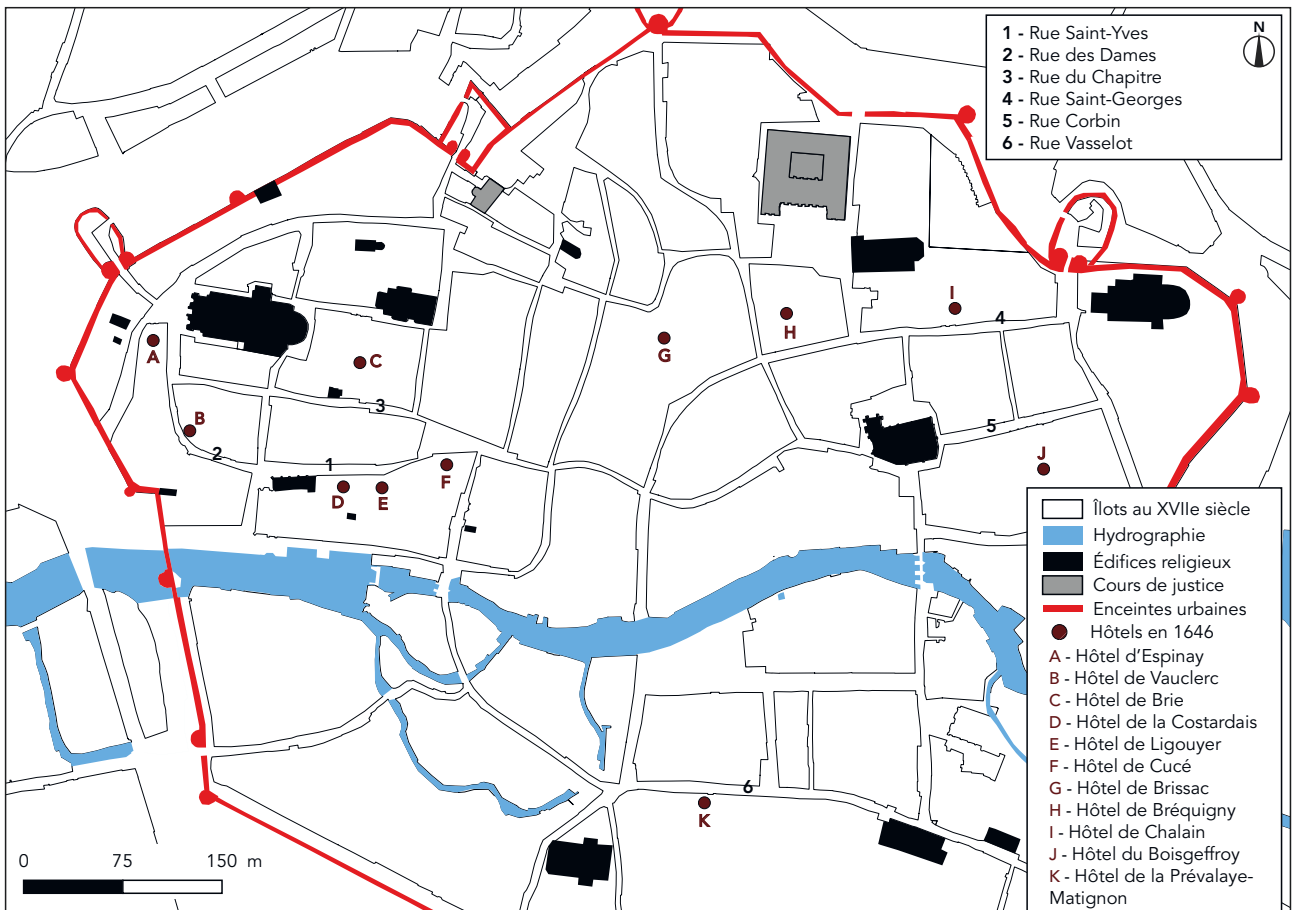 1 - Rue Saint-Yves
2 - Rue des Dames
3 - Rue du Chapitre
4 - Rue Saint-Georges
5 - Rue Corbin
6 - Rue Vasselot
N
I
4
H
G
A
C
3
B
2
1
F
D
E
5
J
6
K
Îlots au XVIIe siècle
Hydrographie
Édifices religieux
Cours de justice
Enceintes urbaines
Hôtels en 1646
A - Hôtel d'Espinay
B - Hôtel de Vauclerc
C - Hôtel de Brie
D - Hôtel de la Costardais
E - Hôtel de Ligouyer
F - Hôtel de Cucé
G - Hôtel de Brissac
H - Hôtel de Bréquigny
I - Hôtel de Chalain
J - Hôtel du Boisgeffroy
K - Hôtel de la Prévalaye-
Matignon
0 75 150 m